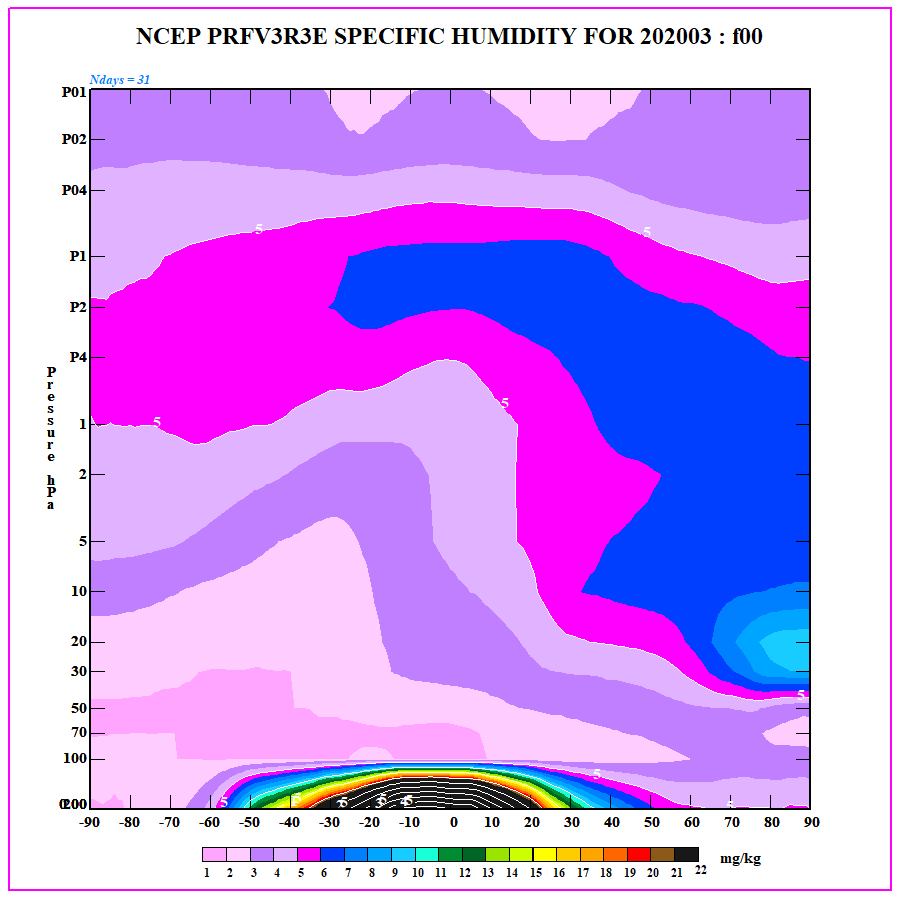 NCEP PRFV3R3E SPECIFIC HUMIDITY FOR 202003 : f00
Ndays = 31
P01
P02
P04
P1
P2
P4
Pressure hPa
1
2
5
10
20
30
50
70
100
5
5
5
5
5
5
5
5
-90 -80 -70 -60 -50 -40 -30 -20 -10 0 10 20 30 40 50 60 70 80 90
1 2 3 4 5 6 7 8 9 10 11 12 13 14 15 16 17 18 19 20 21 22
mg/kg